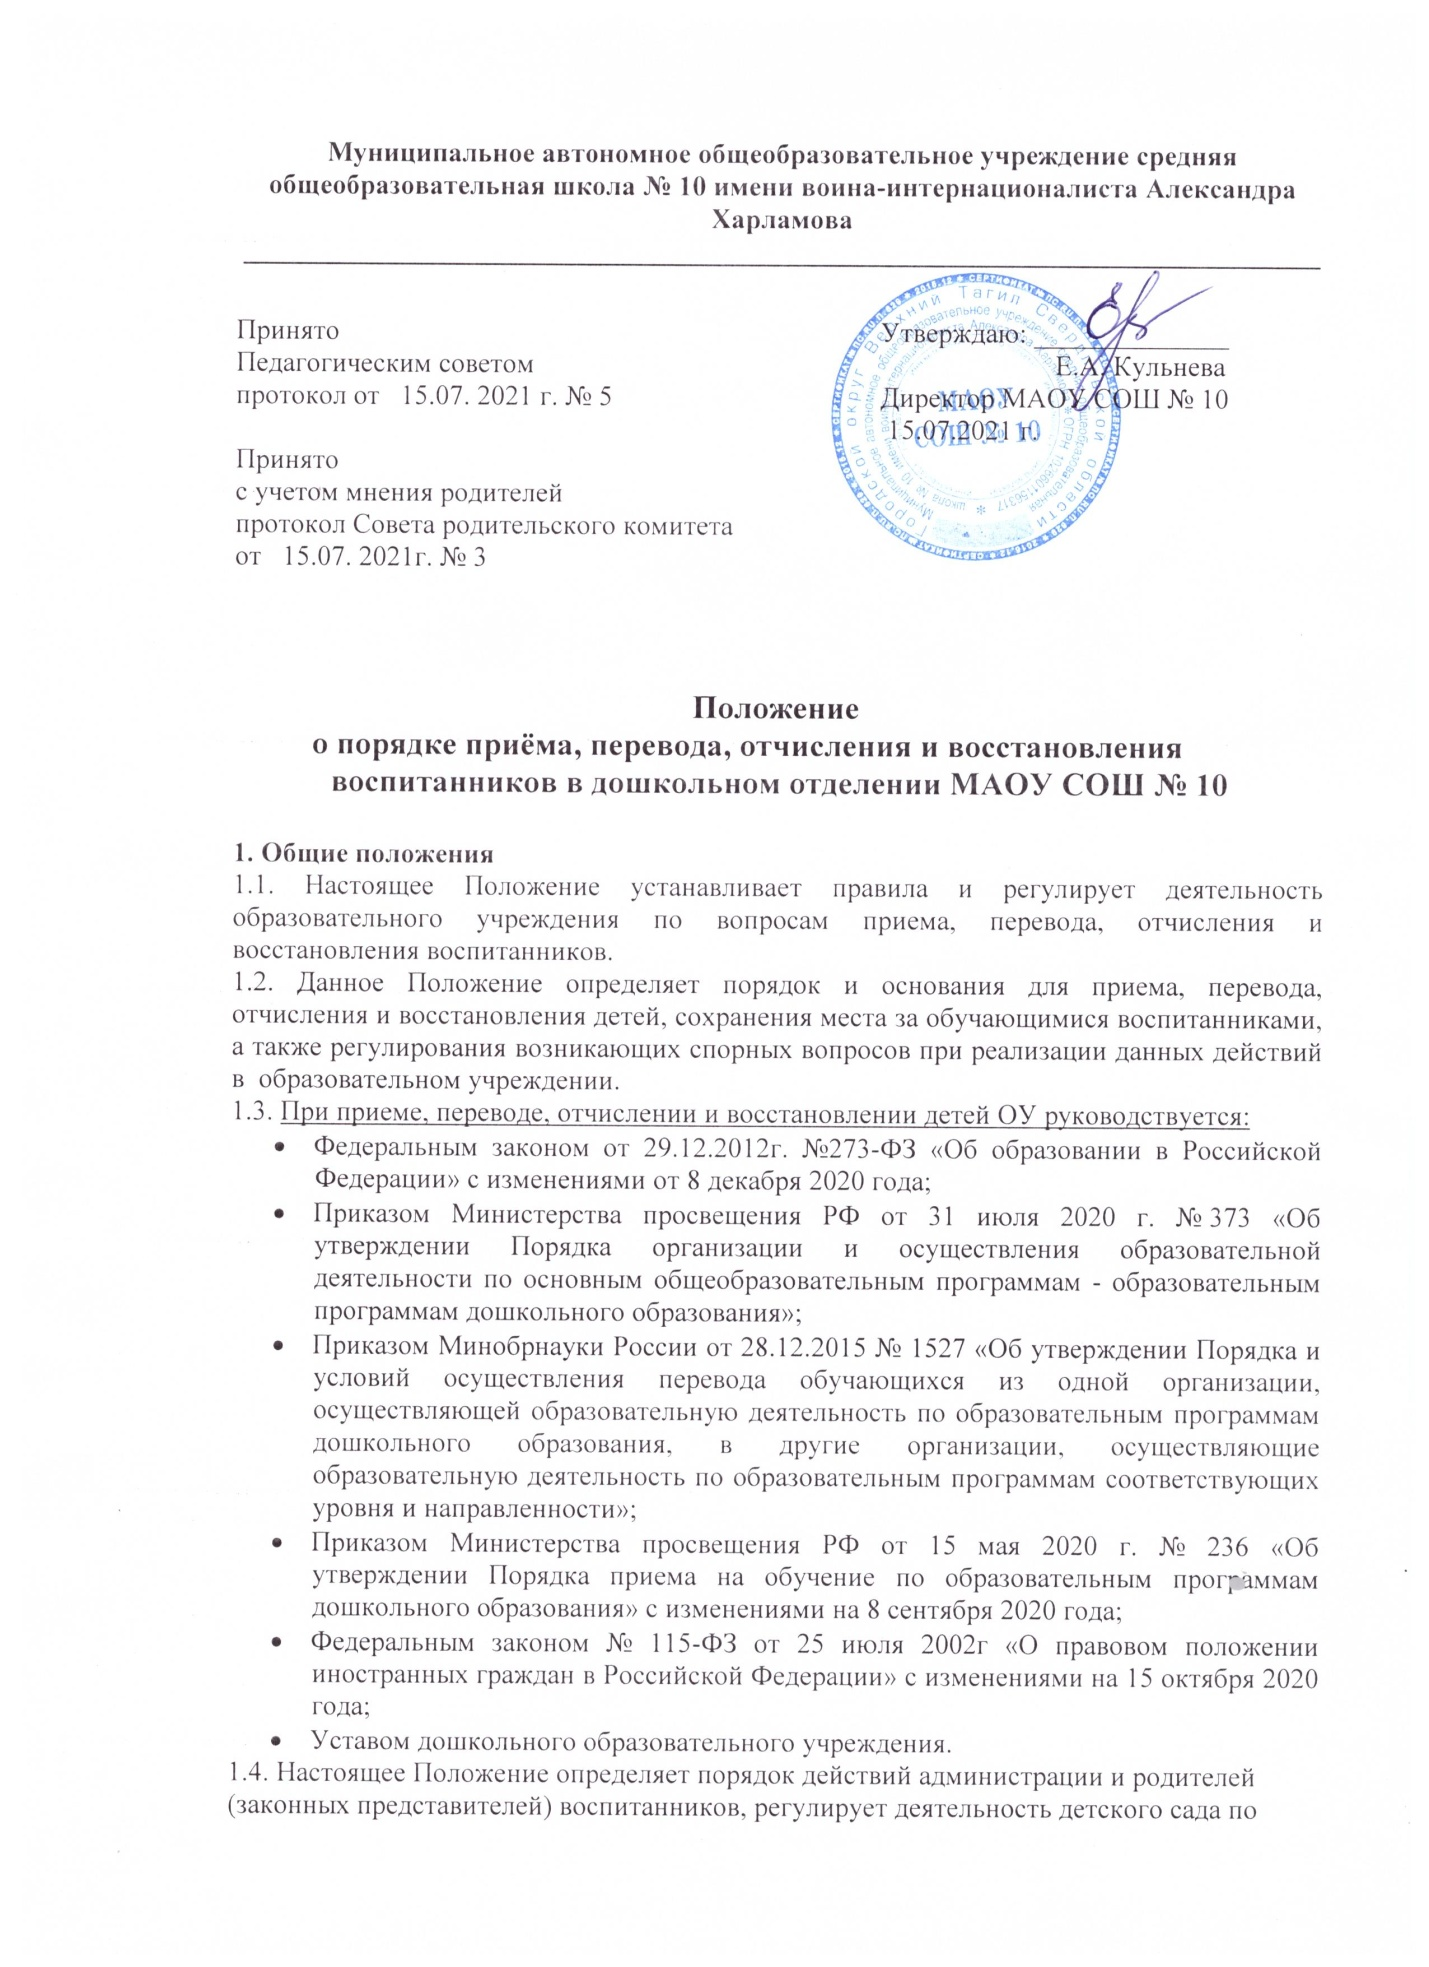 Муниципальное автономное общеобразовательное учреждение средняя
общеобразовательная школа № 10 имени воина-интернационалиста Александра
Харламова
Принято
Педагогическим советом
протокол от 15.07. 2021 г. № 5
Принято
с учетом мнения родителей
протокол Совета родительского комитета
от 15.07. 2021г. № 3
Утверждаю: ______________
Е.А. Кульнева
Директор МАОУ СОШ № 10
15.07.2021 г.
МАОУ
СОШ № 10
Положение
о порядке приёма, перевода, отчисления и восстановления
воспитанников в дошкольном отделении МАОУ СОШ № 10
1. Общие положения
1.1. Настоящее Положение устанавливает правила и регулирует деятельность
образовательного учреждения по вопросам приема, перевода, отчисления и
восстановления воспитанников.
1.2. Данное Положение определяет порядок и основания для приема, перевода,
отчисления и восстановления детей, сохранения места за обучающимися воспитанниками,
а также регулирования возникающих спорных вопросов при реализации данных действий
в образовательном учреждении.
1.3. При приеме, переводе, отчислении и восстановлении детей ОУ руководствуется:
• Федеральным законом от 29.12.2012г. №273-ФЗ «Об образовании в Российской
Федерации» с изменениями от 8 декабря 2020 года;
• Приказом Министерства просвещения РФ от 31 июля 2020 г. № 373 «Об
утверждении Порядка организации и осуществления образовательной
деятельности по основным общеобразовательным программам - образовательным
программам дошкольного образования»;
• Приказом Минобрнауки России от 28.12.2015 № 1527 «Об утверждении Порядка и
условий осуществления перевода обучающихся из одной организации,
осуществляющей образовательную деятельность по образовательным программам
дошкольного образования, в другие организации, осуществляющие
образовательную деятельность по образовательным программам соответствующих
уровня и направленности»;
• Приказом Министерства просвещения РФ от 15 мая 2020 г. № 236 «Об
утверждении Порядка приема на обучение по образовательным программам
дошкольного образования» с изменениями на 8 сентября 2020 года;
• Федеральным законом № 115-ФЗ от 25 июля 2002г «О правовом положении
иностранных граждан в Российской Федерации» с изменениями на 15 октября 2020
года;
• Уставом дошкольного образовательного учреждения.
1.4. Настоящее Положение определяет порядок действий администрации и родителей
(законных представителей) воспитанников, регулирует деятельность детского сада по